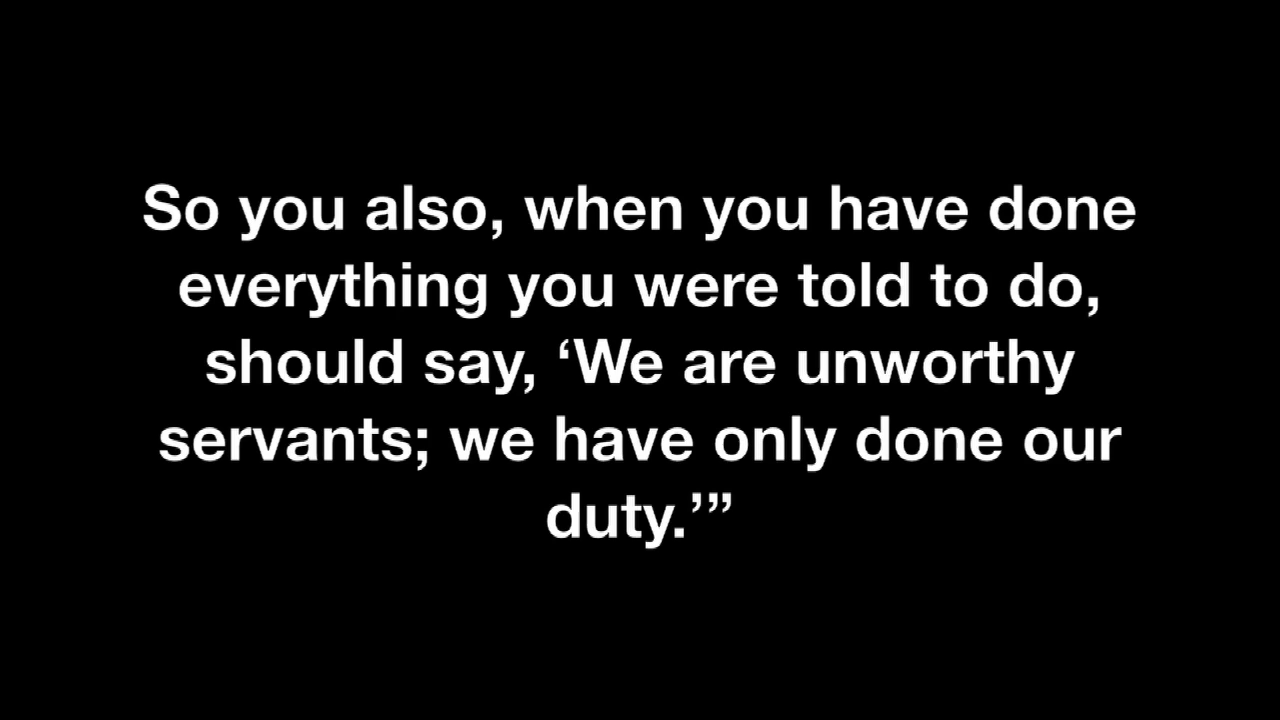 So you also, when you have done
everything you were told to do,
should say, ‘We are unworthy
servants; we have only done our
duty.’”